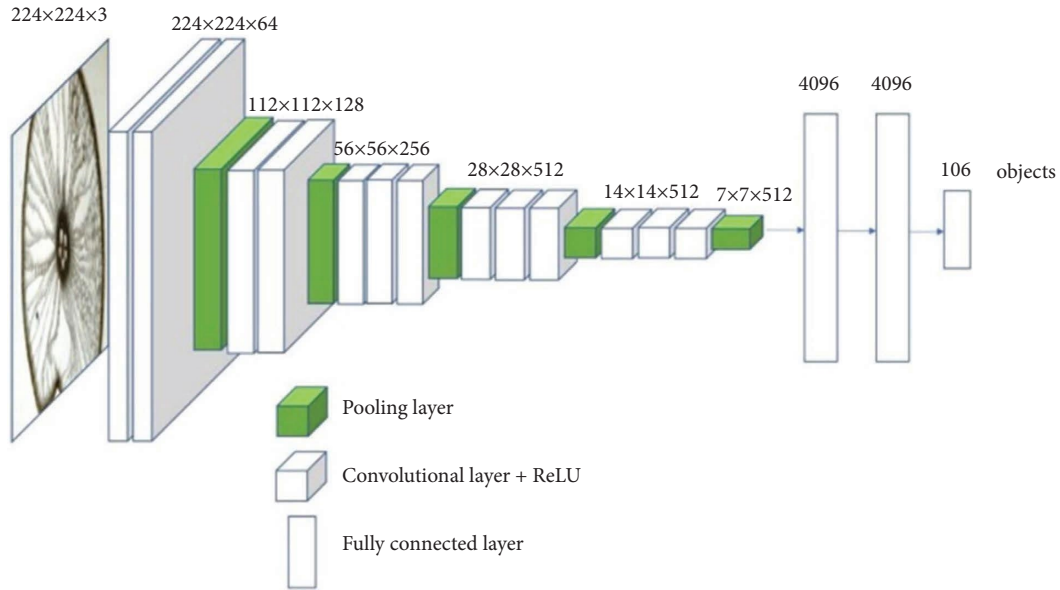 224×224×3
224×224×64
112×112×128
56×56×256
28×28×512
14×14×512
7×7×512
4096
4096
106
objects
Pooling layer
Convolutional layer + ReLU
Fully connected layer